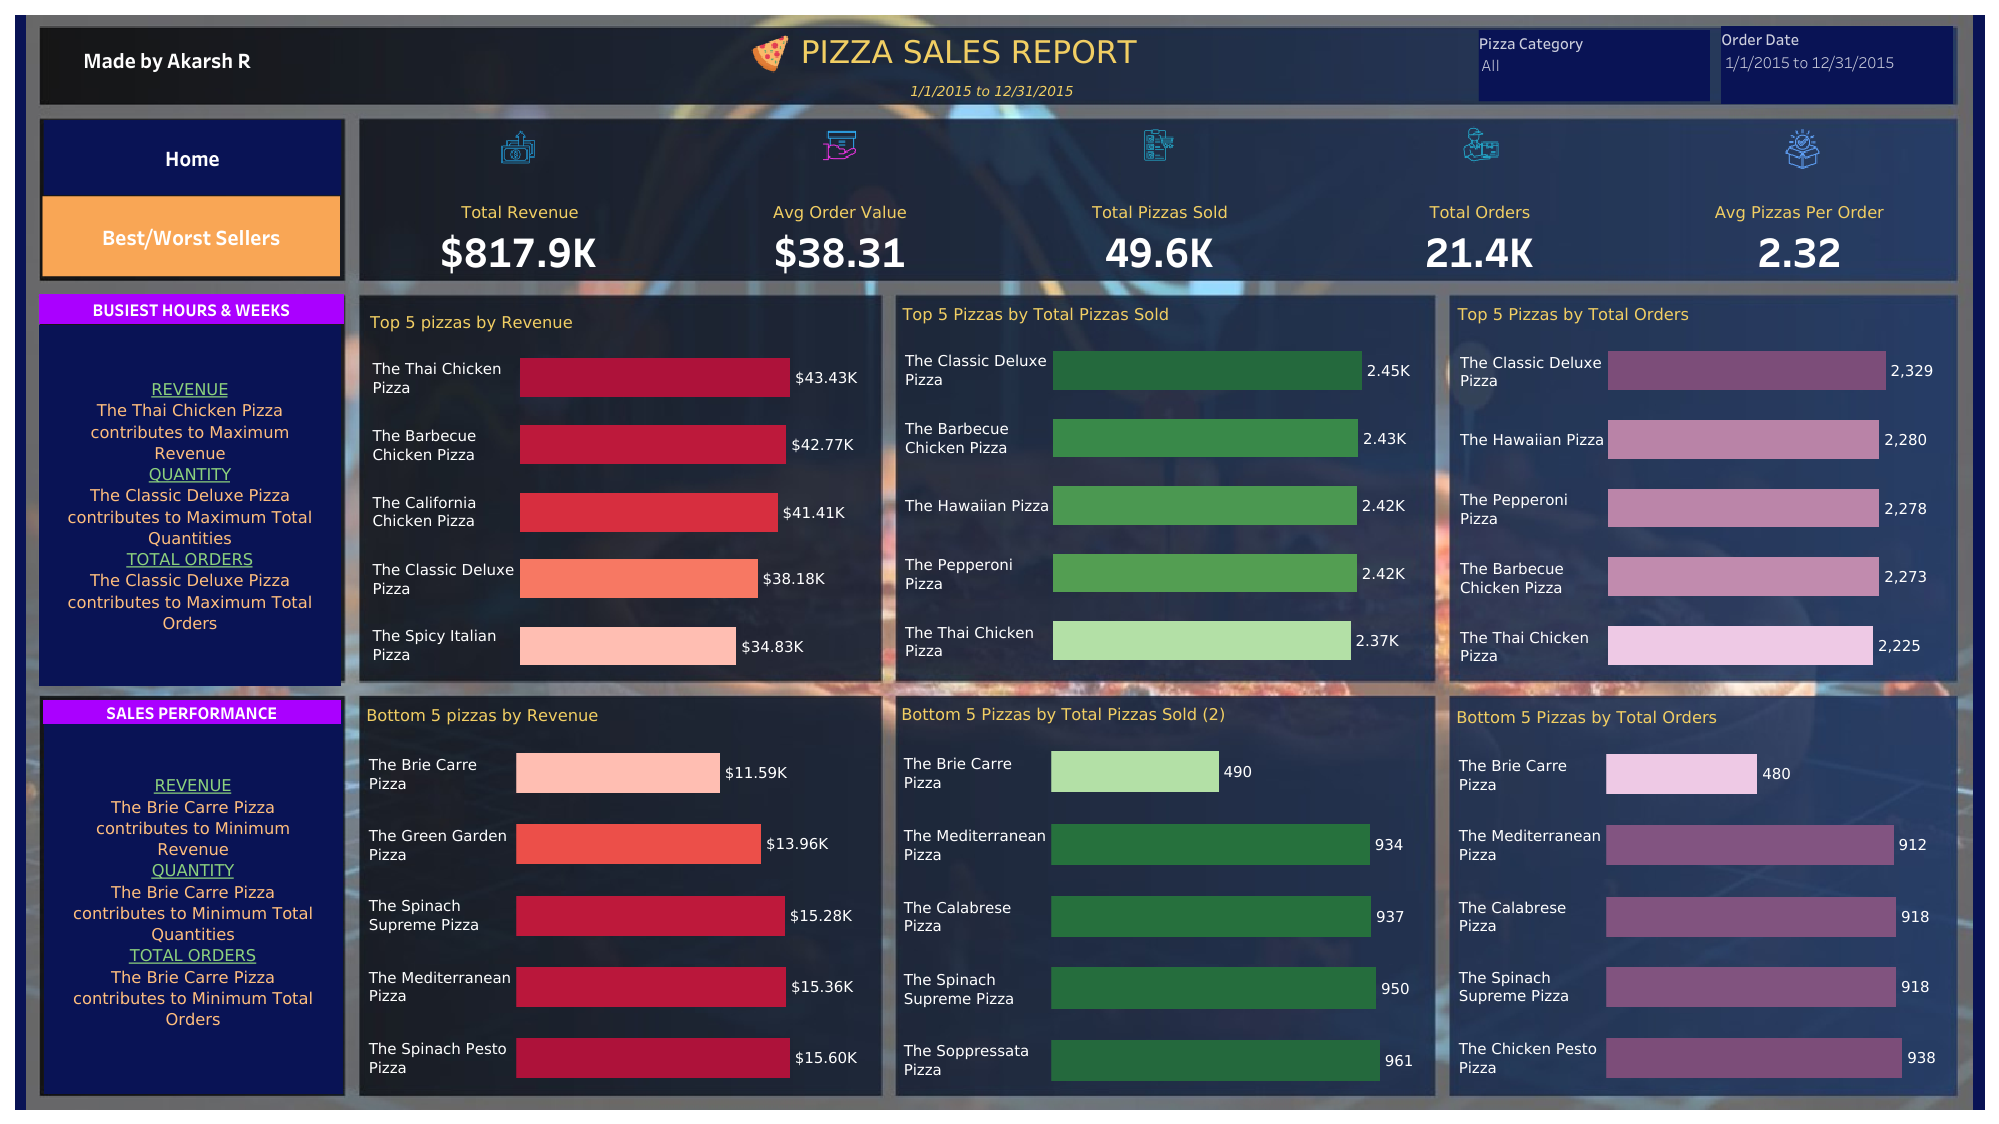 Made by Akarsh R
PIZZA SALES REPORT
1/1/2015 to 12/31/2015
Pizza Category
All
Order Date
1/1/2015 to 12/31/2015
Home
Best/Worst Sellers
Total Revenue
$817.9K
Avg Order Value
$38.31
Total Pizzas Sold
49.6K
Total Orders
21.4K
Avg Pizzas Per Order
2.32
BUSIEST HOURS & WEEKS
REVENUE
The Thai Chicken Pizza
contributes to Maximum
Revenue
QUANTITY
The Classic Deluxe Pizza
contributes to Maximum Total
Quantities
TOTAL ORDERS
The Classic Deluxe Pizza
contributes to Maximum Total
Orders
Top 5 pizzas by Revenue
The Thai Chicken
Pizza
$43.43K
The Barbecue
Chicken Pizza
$42.77K
The California
Chicken Pizza
$41.41K
The Classic Deluxe
Pizza
$38.18K
The Spicy Italian
Pizza
$34.83K
Top 5 Pizzas by Total Pizzas Sold
The Classic Deluxe
Pizza
2.45K
The Barbecue
Chicken Pizza
2.43K
The Hawaiian Pizza
2.42K
The Pepperoni
Pizza
2.42K
The Thai Chicken
Pizza
2.37K
Top 5 Pizzas by Total Orders
The Classic Deluxe
Pizza
2,329
The Hawaiian Pizza
2,280
The Pepperoni
Pizza
2,278
The Barbecue
Chicken Pizza
2,273
The Thai Chicken
Pizza
2,225
SALES PERFORMANCE
REVENUE
The Brie Carre Pizza
contributes to Minimum
Revenue
QUANTITY
The Brie Carre Pizza
contributes to Minimum Total
Quantities
TOTAL ORDERS
The Brie Carre Pizza
contributes to Minimum Total
Orders
Bottom 5 pizzas by Revenue
The Brie Carre
Pizza
$11.59K
The Green Garden
Pizza
$13.96K
The Spinach
Supreme Pizza
$15.28K
The Mediterranean
Pizza
$15.36K
The Spinach Pesto
Pizza
$15.60K
Bottom 5 Pizzas by Total Pizzas Sold (2)
The Brie Carre
Pizza
490
The Mediterranean
Pizza
934
The Calabrese
Pizza
937
The Spinach
Supreme Pizza
950
The Soppressata
Pizza
961
Bottom 5 Pizzas by Total Orders
The Brie Carre
Pizza
480
The Mediterranean
Pizza
912
The Calabrese
Pizza
918
The Spinach
Supreme Pizza
918
The Chicken Pesto
Pizza
938